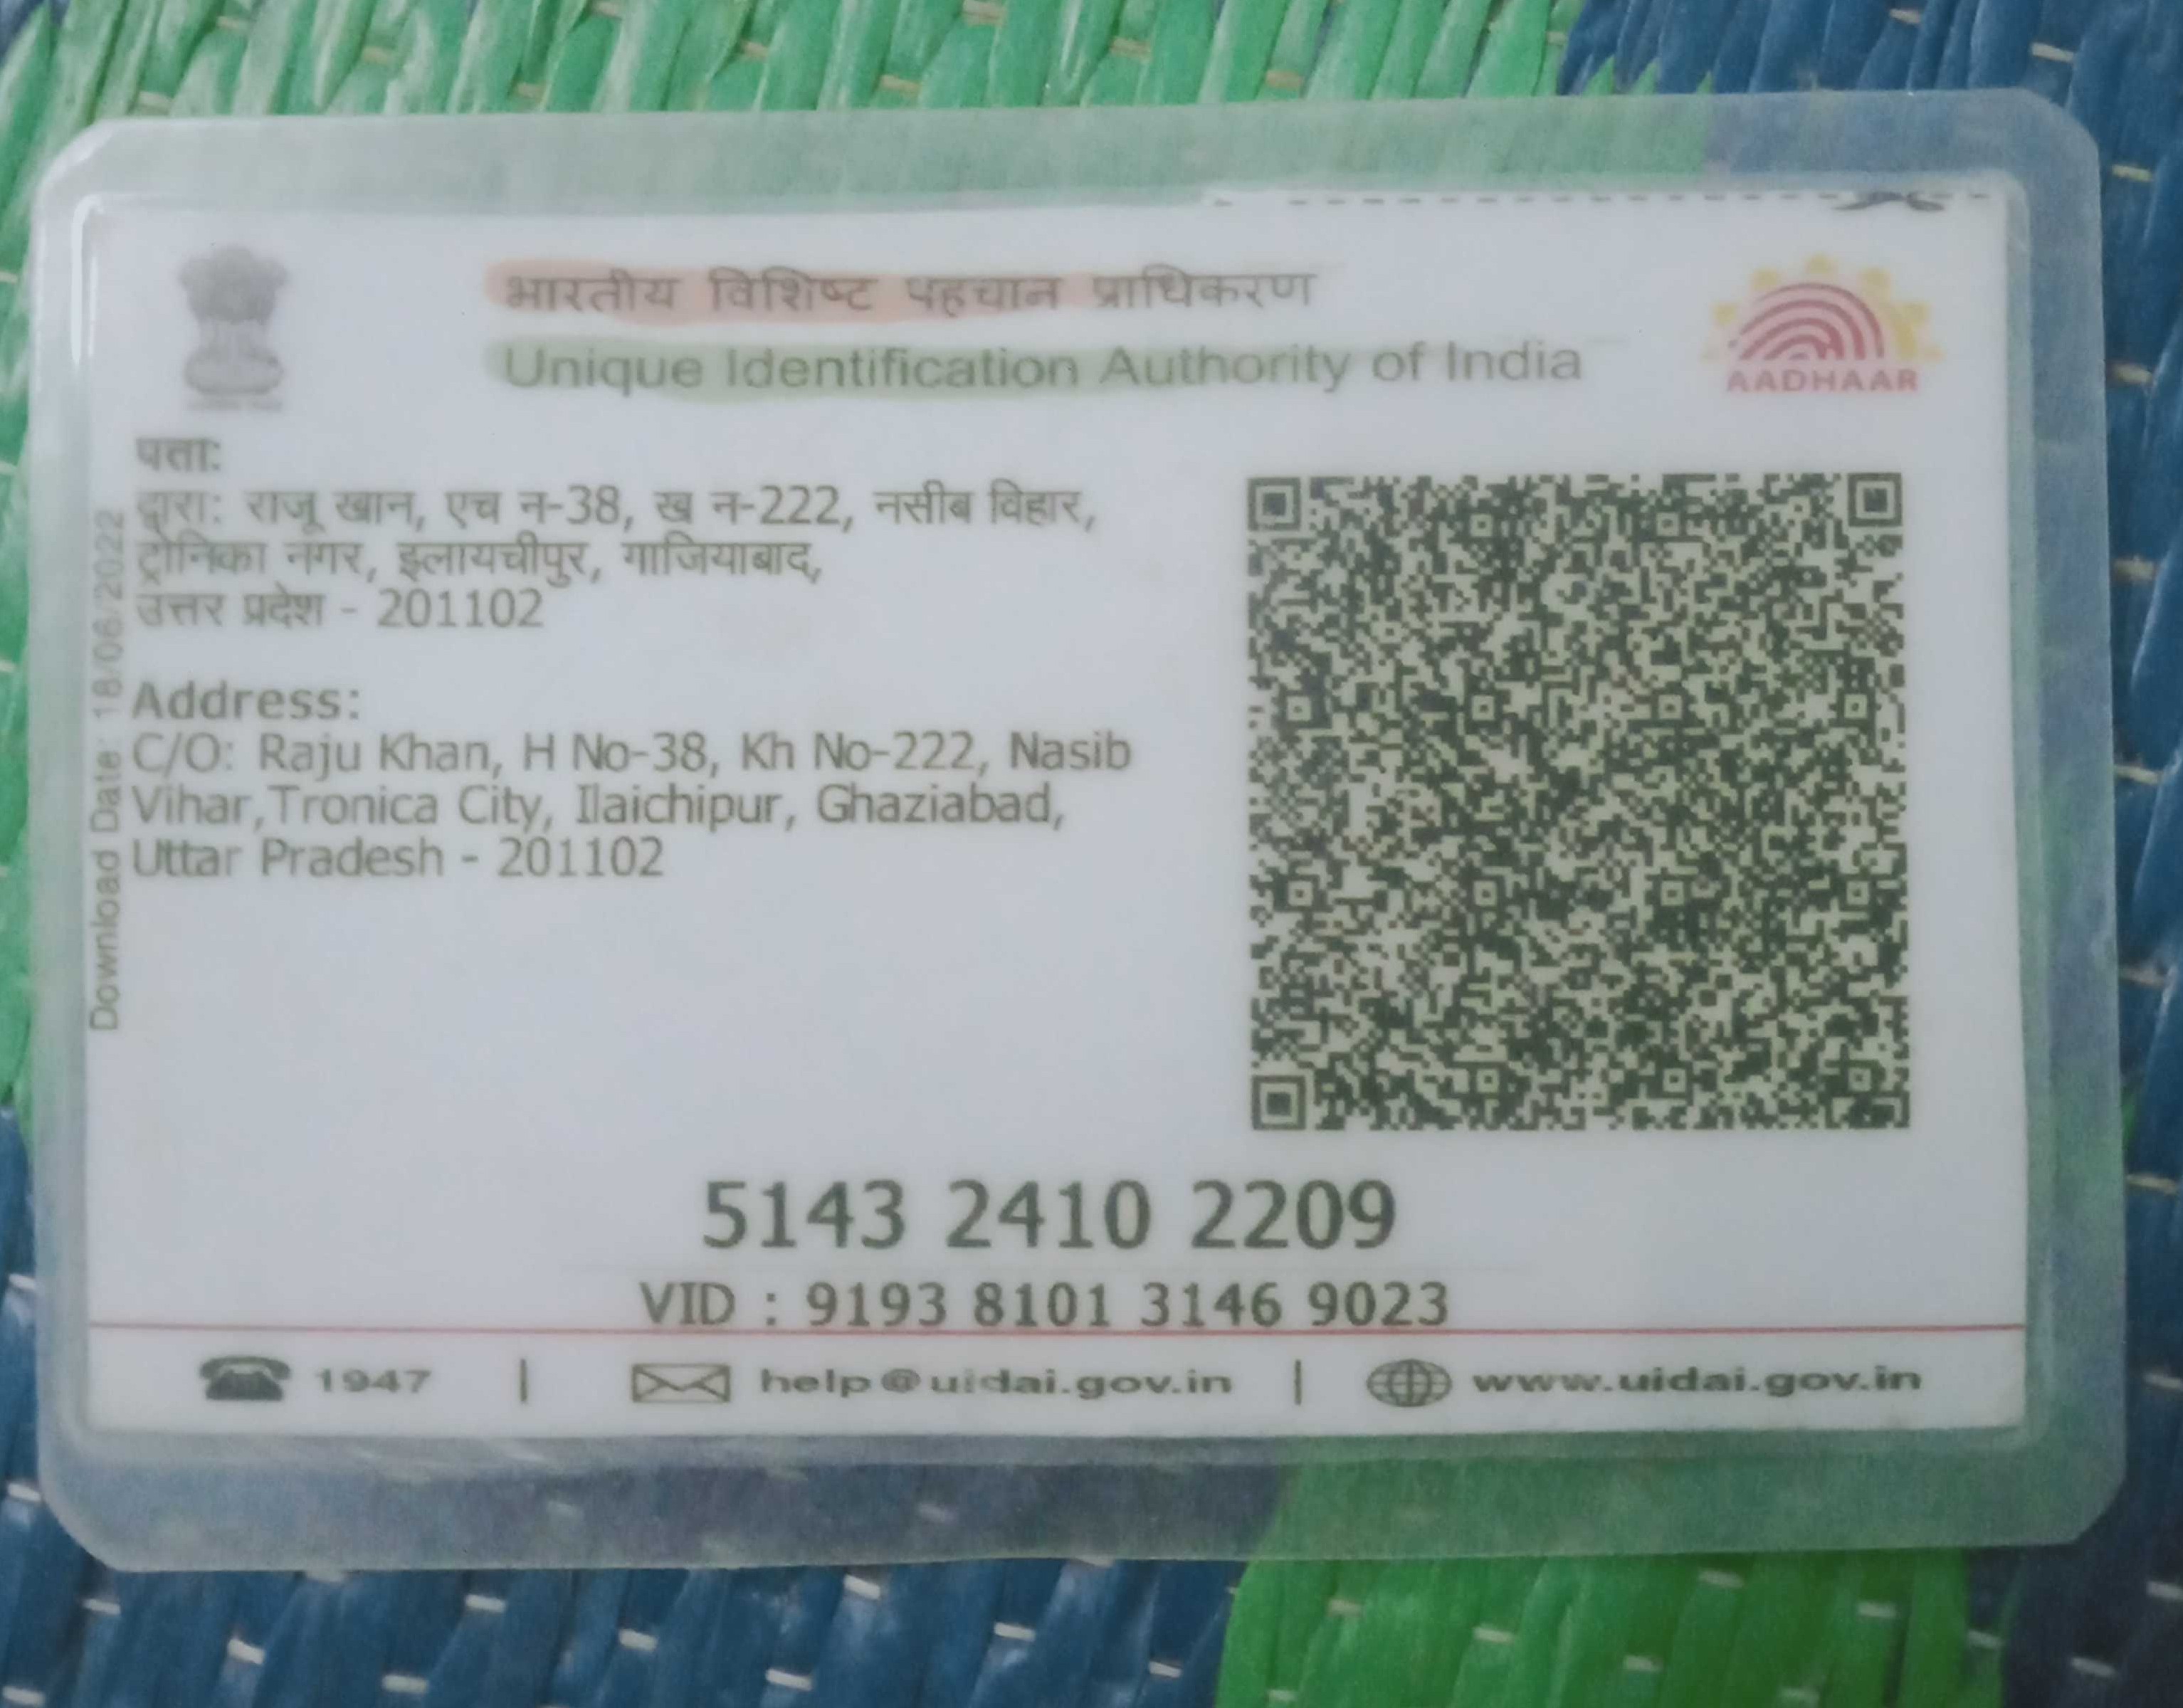 भारतीय विशिष्ट पहचान प्राधिकरण
Unique Identification Authority of India
AADHAAR
पता:
द्वारा: राजू खान, एच न-38, ख न-222, नसीब विहार,
ट्रोनिका नगर, इलायचीपुर, गाजियाबाद,
उत्तर प्रदेश - 201102
Address:
C/O: Raju Khan, H No-38, Kh No-222, Nasib
Vihar,Tronica City, Ilaichipur, Ghaziabad,
Uttar Pradesh - 201102
Download Date: 18/06/2022
5143 2410 2209
VID : 9193 8101 3146 9023
1947 | help@uidai.gov.in | www.uidai.gov.in